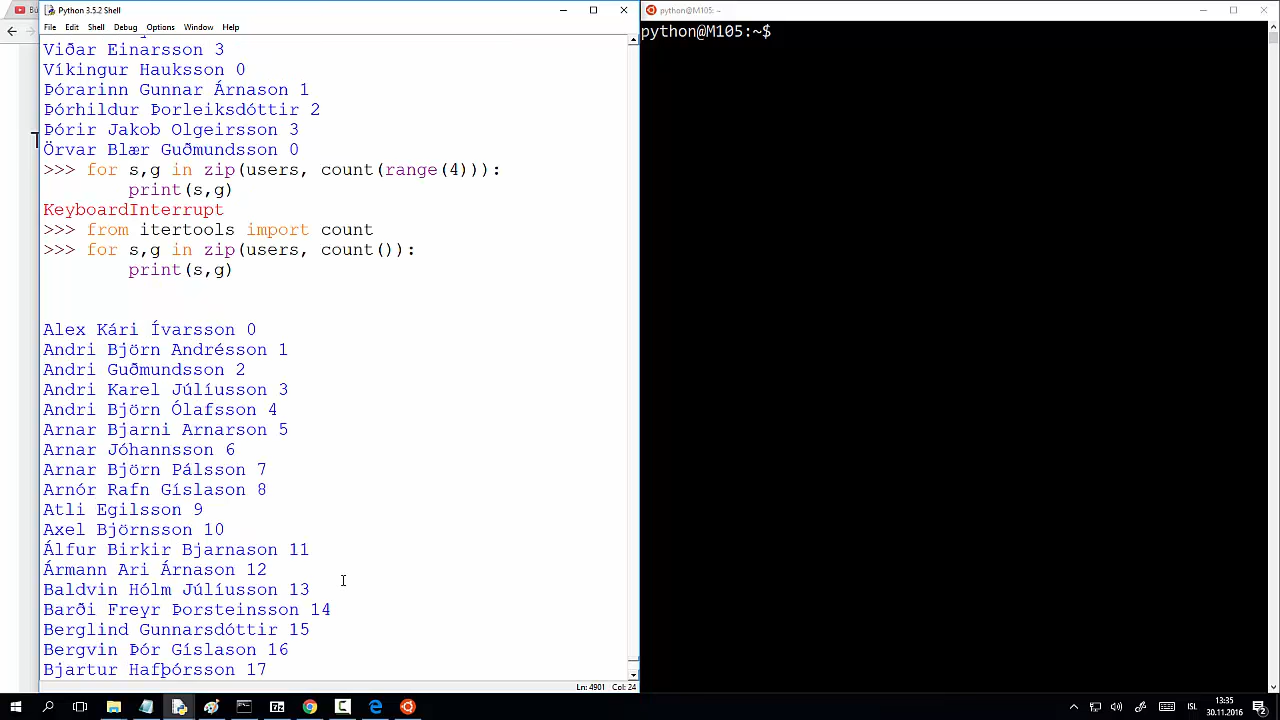 Bú
Python 3.5.2 Shell
File Edit Shell Debug Options Window Help
Viðar Einarsson 3
Víkingur Hauksson 0
Þórarinn Gunnar Árnason 1
Þórhildur Þorleiksdóttir 2
Þórir Jakob Olgeirsson 3
Örvar Blær Guðmundsson 0
>>> for s,g in zip(users, count(range(4))):
print(s,g)
KeyboardInterrupt
>>> from itertools import count
>>> for s,g in zip(users, count()):
print(s,g)
Alex Kári Ívarsson 0
Andri Björn Andrésson 1
Andri Guðmundsson 2
Andri Karel Júlíusson 3
Andri Björn Ólafsson 4
Arnar Bjarni Arnarson 5
Arnar Jóhannsson 6
Arnar Björn Pálsson 7
Arnór Rafn Gíslason 8
Atli Egilsson 9
Axel Björnsson 10
Álfur Birkir Bjarnason 11
Ármann Ari Árnason 12
Baldvin Hólm Júlíusson 13
Barði Freyr Þorsteinsson 14
Berglind Gunnarsdóttir 15
Bergvin Þór Gíslason 16
Bjartur Hafþórsson 17
Ln: 4901 Col: 24
python@M105: ~
python@M105:~$
ISL
13:35
30.11.2016
2